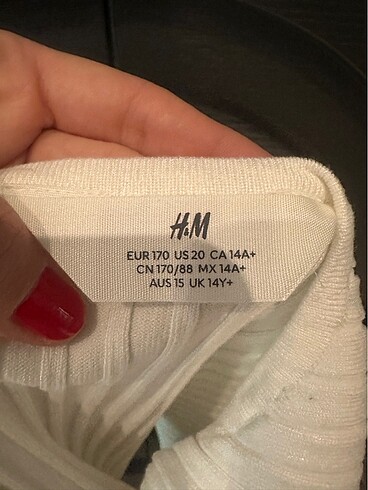 H&M
EUR 170 US 20 CA 14A+
CN 170/88 MX 14A+
AUS 15 UK 14Y+